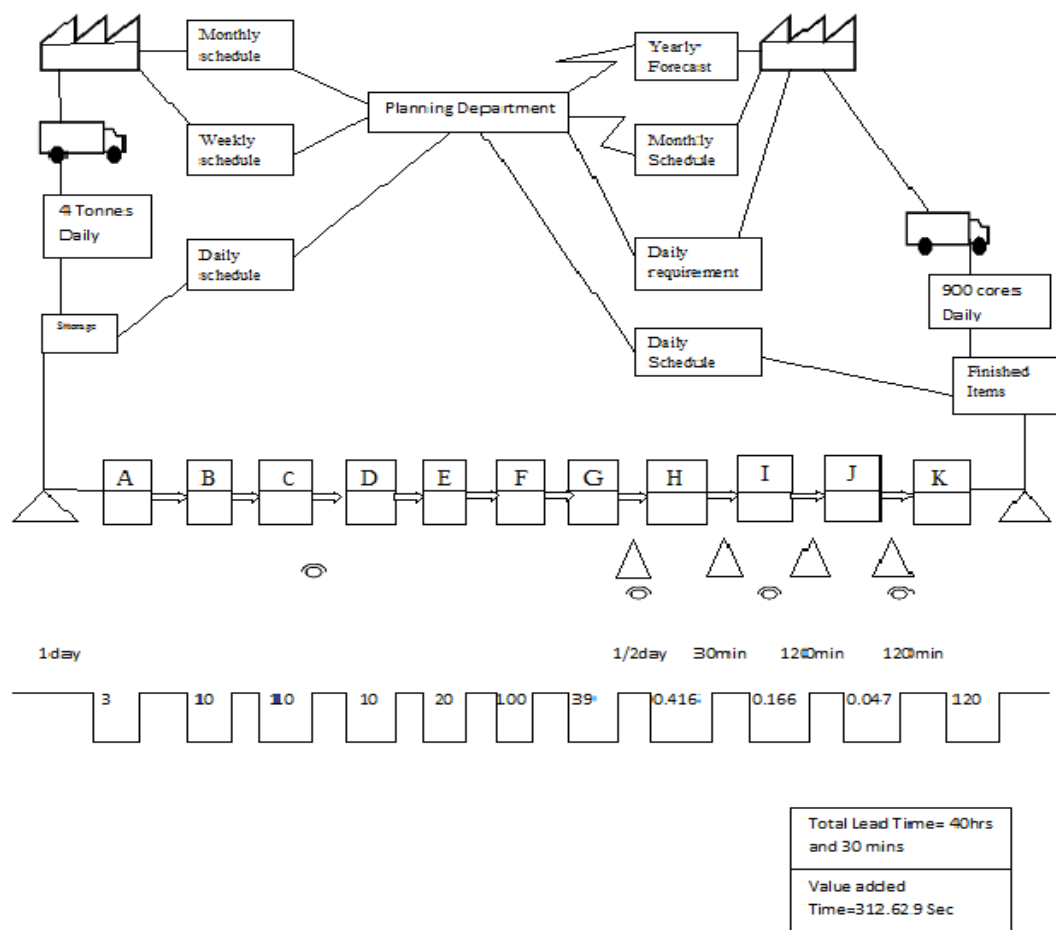 Monthly
schedule
Yearly
Forecast
Planning Department
Weekly
schedule
Monthly
Schedule
4 Tonnes
Daily
Daily
schedule
Daily
requirement
900 cores
Daily
Storage
Daily
Schedule
Finished
Items
A B C D E F G H I J K
1 day 1/2day 30min 120min 120min
3 10 10 10 20 100 39 0.416 0.166 0.047 120
Total Lead Time= 40hrs
and 30 mins
Value added
Time=312.62.9 Sec